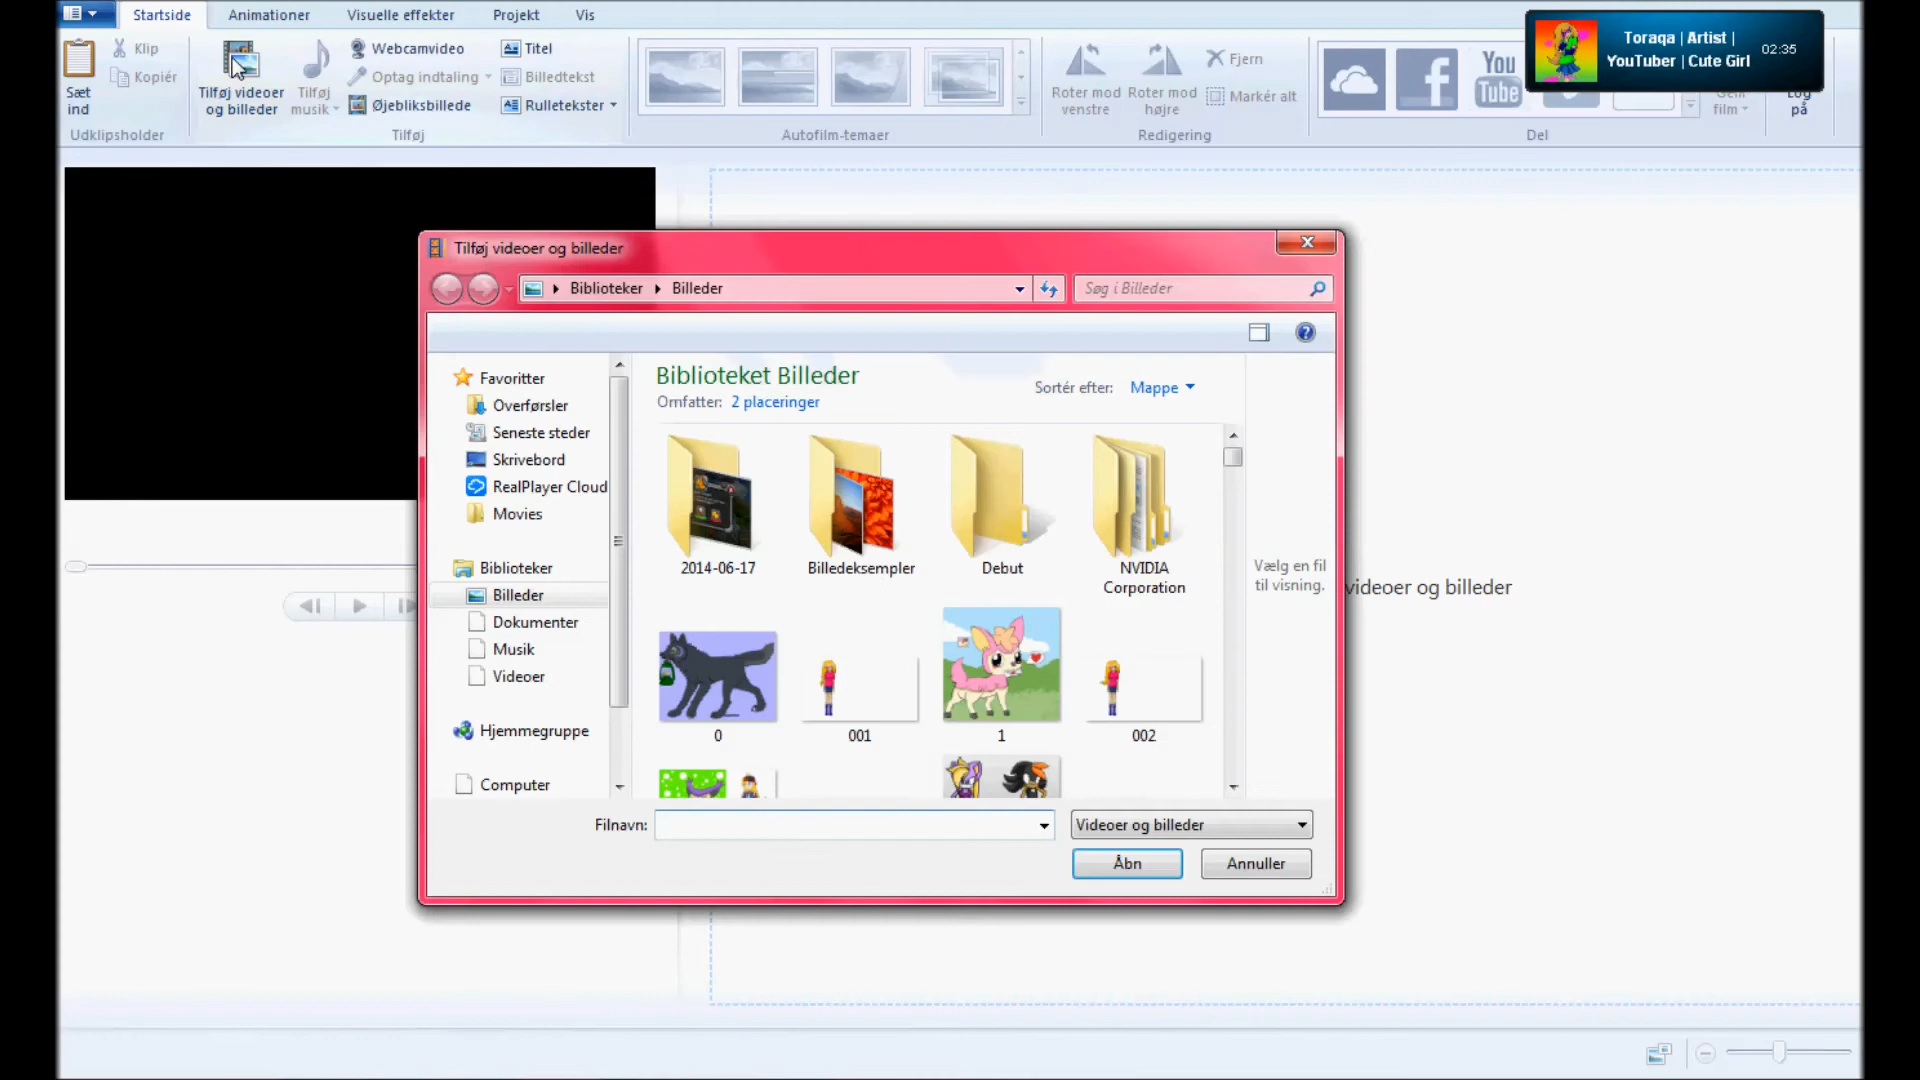 Startside
Animationer
Visuelle effekter
Projekt
Vis
Sæt
ind
Klip
Kopiér
Udklipsholder
Tilføj videoer
og billeder
Tilføj
musik
Webcamvideo
Optag indtaling
Øjebliksbillede
Titel
Billedtekst
Rulletekster
Tilføj
Autofilm-temaer
Roter mod
venstre
Roter mod
højre
Fjern
Markér alt
Redigering
You
Tube
film
på
Del
Toraqa | Artist |
YouTuber | Cute Girl
02:35
Tilføj videoer og billeder
Biblioteker
Billeder
Søg i Billeder
Favoritter
Overførsler
Seneste steder
Skrivebord
RealPlayer Cloud
Movies
Biblioteker
Billeder
Dokumenter
Musik
Videoer
Hjemmegruppe
Computer
Biblioteket Billeder
Omfatter: 2 placeringer
Sortér efter: Mappe
2014-06-17
Billedeksempler
Debut
NVIDIA
Corporation
0
001
1
002
Vælg en fil
til visning.
videoer og billeder
Filnavn:
Videoer og billeder
Åbn
Annuller